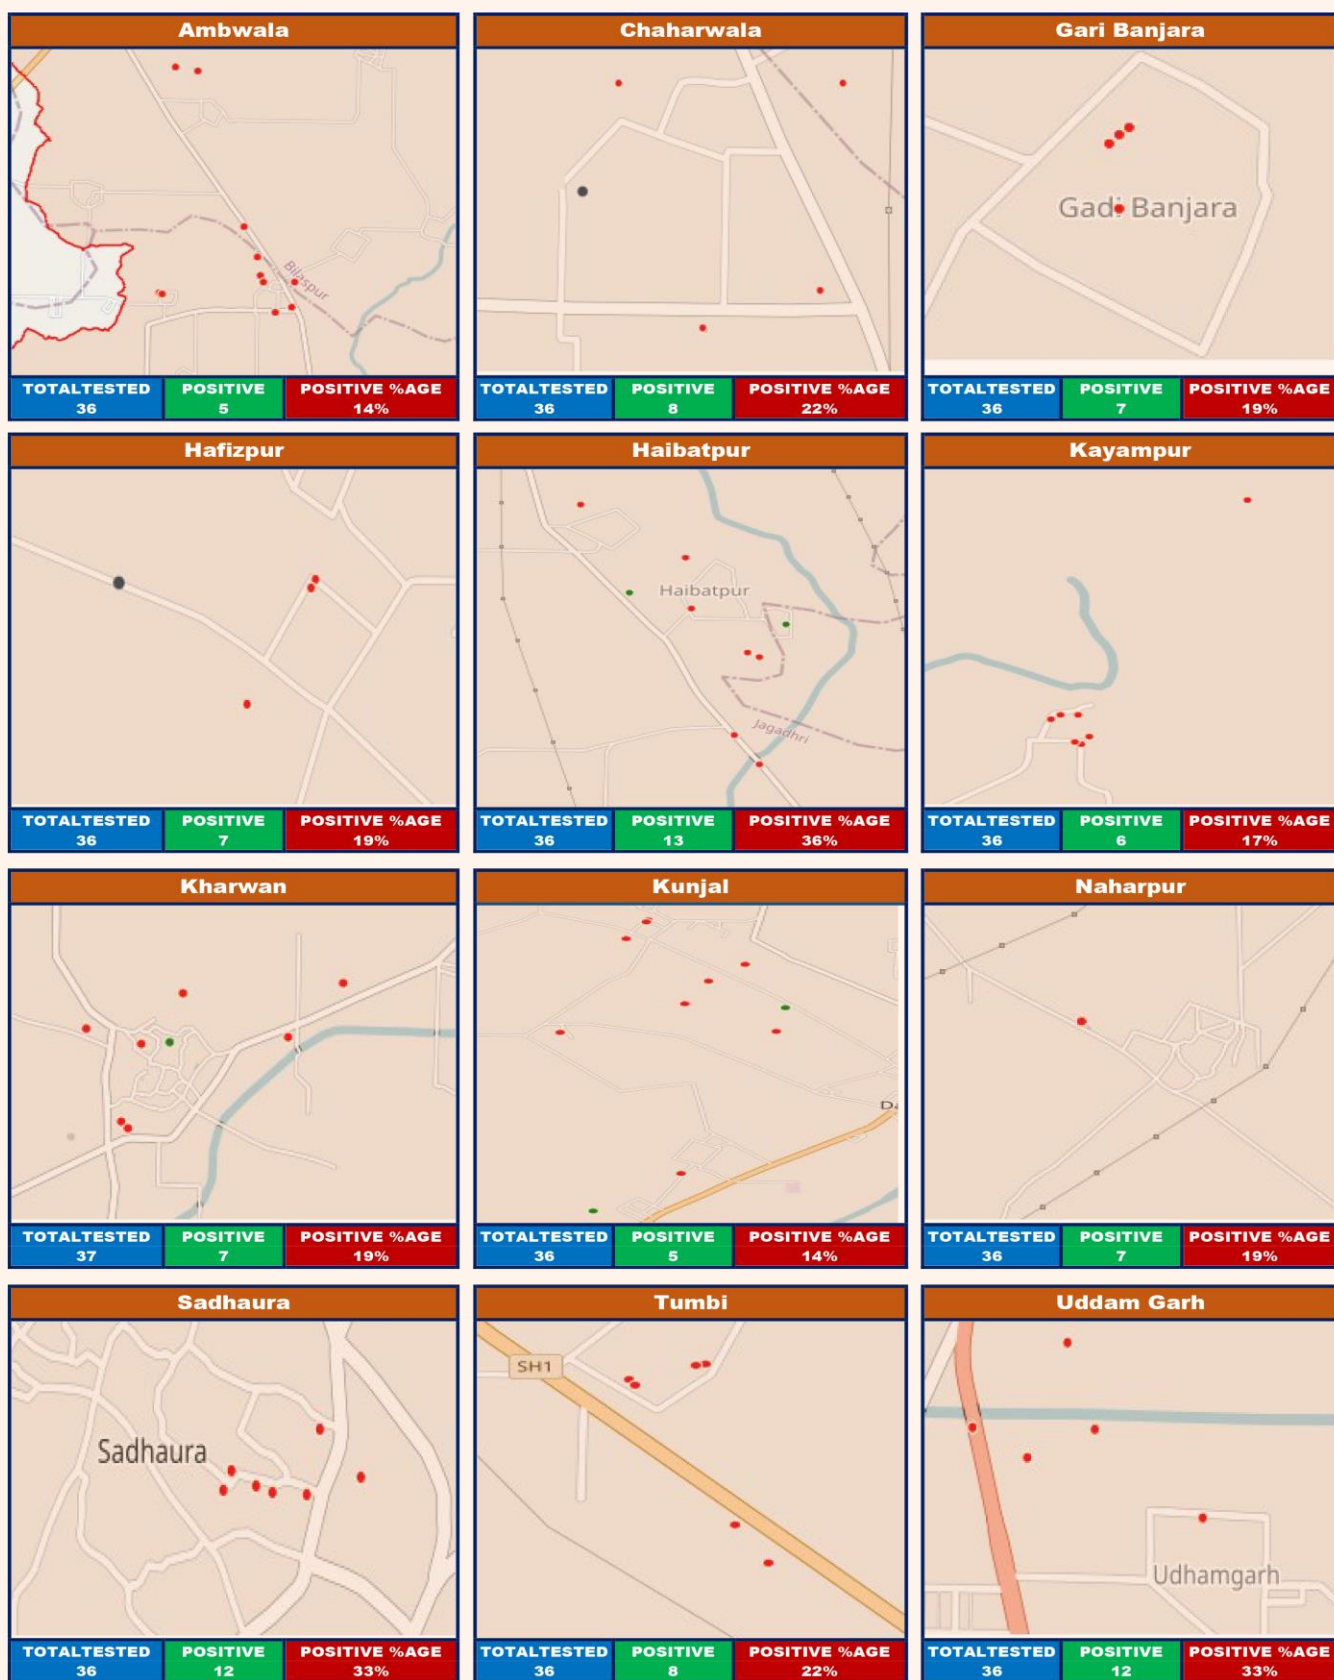 Ambwala
Bilaspur
TOTALTESTED POSITIVE POSITIVE %AGE
36 5 14%
Chaharwala
TOTALTESTED POSITIVE POSITIVE %AGE
36 8 22%
Gari Banjara
Gadi Banjara
TOTALTESTED POSITIVE POSITIVE %AGE
36 7 19%
Hafizpur
TOTALTESTED POSITIVE POSITIVE %AGE
36 7 19%
Haibatpur
Haibatpur
Jagadhri
TOTALTESTED POSITIVE POSITIVE %AGE
36 13 36%
Kayampur
TOTALTESTED POSITIVE POSITIVE %AGE
36 6 17%
Kharwan
TOTALTESTED POSITIVE POSITIVE %AGE
37 7 19%
Kunjal
TOTALTESTED POSITIVE POSITIVE %AGE
36 5 14%
Naharpur
TOTALTESTED POSITIVE POSITIVE %AGE
36 7 19%
Sadhaura
Sadhaura
TOTALTESTED POSITIVE POSITIVE %AGE
36 12 33%
Tumbi
SH1
TOTALTESTED POSITIVE POSITIVE %AGE
36 8 22%
Uddam Garh
Udhamgarh
TOTALTESTED POSITIVE POSITIVE %AGE
36 12 33%